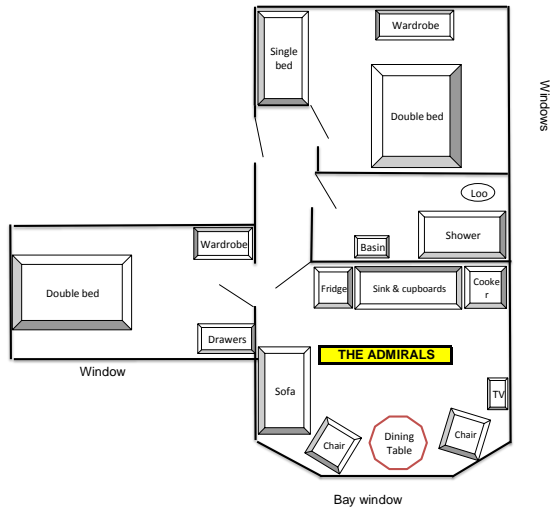 Wardrobe
Single
bed
Double bed
Windows
Loo
Shower
Basin
Wardrobe
Double bed
Fridge
Sink & cupboards
Cooke
r
Drawers
THE ADMIRALS
Window
Sofa
TV
Chair
Dining
Table
Chair
Bay window